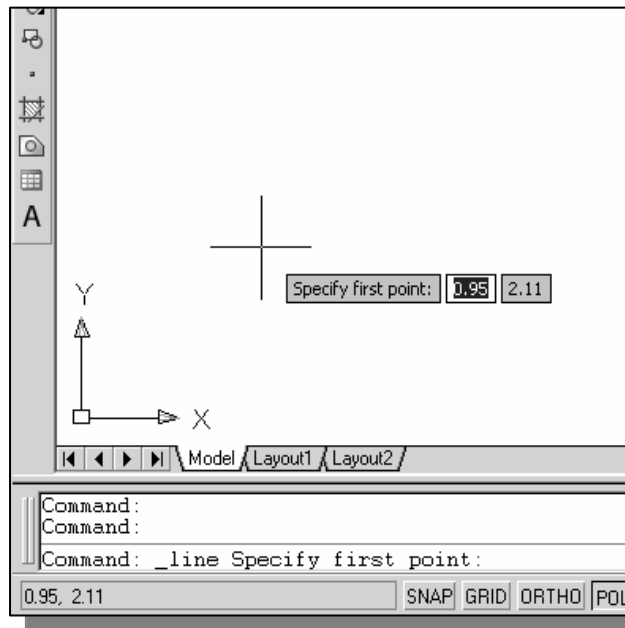 A
Specify first point: 0.95 2.11
Y
X
Model Layout1 Layout2
Command:
Command:
Command: _line Specify first point:
0.95, 2.11 SNAP GRID ORTHO